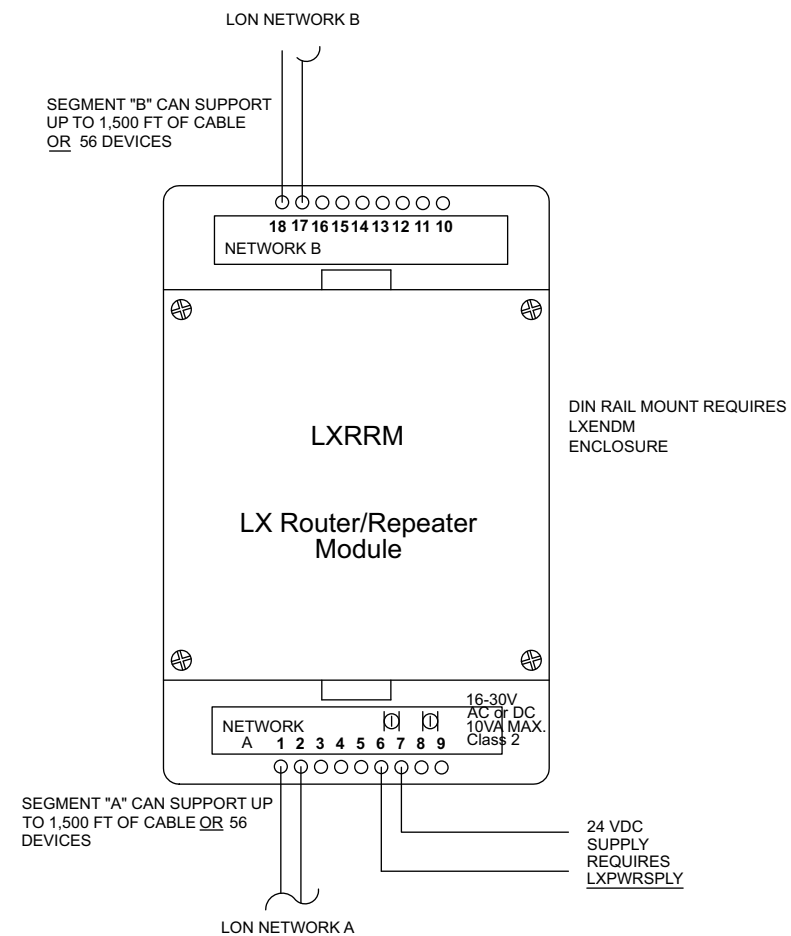 LON NETWORK B
SEGMENT "B" CAN SUPPORT
UP TO 1,500 FT OF CABLE
OR 56 DEVICES
18 17 16 15 14 13 12 11 10
NETWORK B
LXRRM
LX Router/Repeater
Module
DIN RAIL MOUNT REQUIRES
LXENDM
ENCLOSURE
16-30V
AC or DC
10VA MAX.
Class 2
NETWORK
A 1 2 3 4 5 6 7 8 9
SEGMENT "A" CAN SUPPORT UP
TO 1,500 FT OF CABLE OR 56
DEVICES
24 VDC
SUPPLY
REQUIRES
LXPWRSPLY
LON NETWORK A